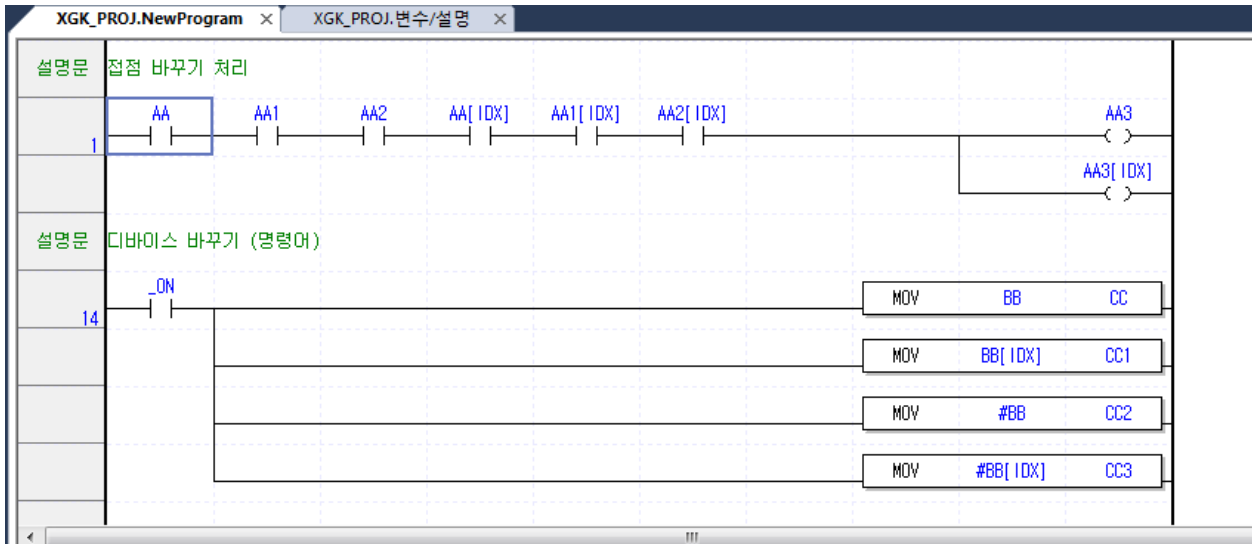 XGK_PROJ.NewProgram × XGK_PROJ.변수/설명 ×
설명문 접점 바꾸기 처리
AA AA1 AA2 AA[IDX] AA1[IDX] AA2[IDX] AA3
1
AA3[IDX]
설명문 디바이스 바꾸기 (명령어)
_ON
14 MOV BB CC
MOV BB[IDX] CC1
MOV #BB CC2
MOV #BB[IDX] CC3